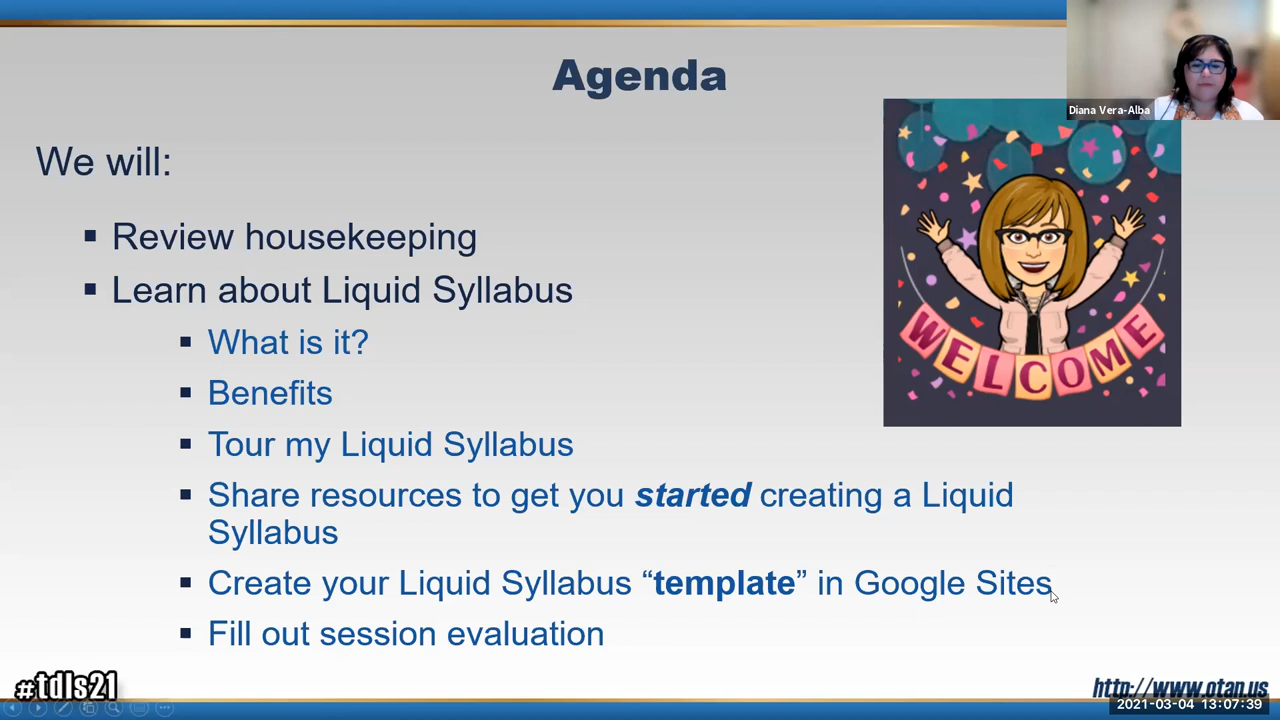 Agenda
Diana Vera-Alba
We will:
Review housekeeping
Learn about Liquid Syllabus
WELCOME
What is it?
Benefits
Tour my Liquid Syllabus
Share resources to get you started creating a Liquid
Syllabus
Create your Liquid Syllabus “template” in Google Sites
Fill out session evaluation
#tdls21
http://www.otan.us
2021-03-04 13:07:39